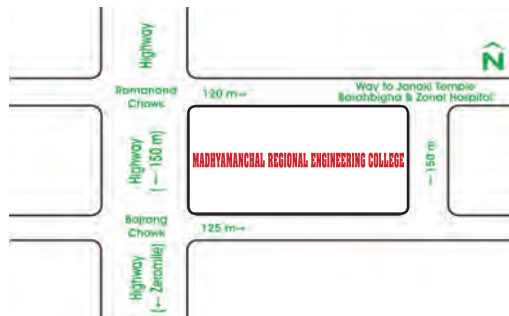 Highway
N
Ramanand
Chowk
120 m→
Way to Janaki Temple
Barahbigha & Zonal Hospital
Highway
(←150 m)
MADHYAMANCHAL REGIONAL ENGINEERING COLLEGE
←150 m
Bajrang
Chowk
125 m→
Highway
(← Zeromile)